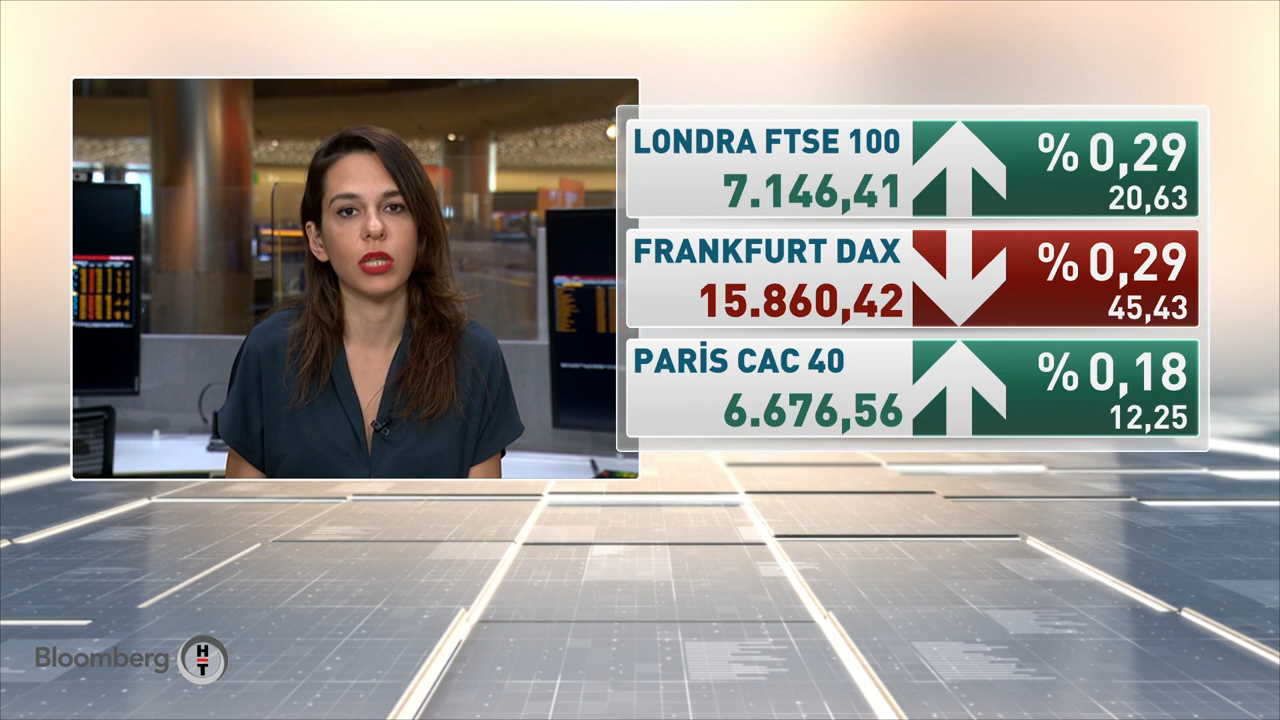 LONDRA FTSE 100
7.146,41
% 0,29
20,63
FRANKFURT DAX
15.860,42
% 0,29
45,43
PARİS CAC 40
6.676,56
% 0,18
12,25
Bloomberg HT